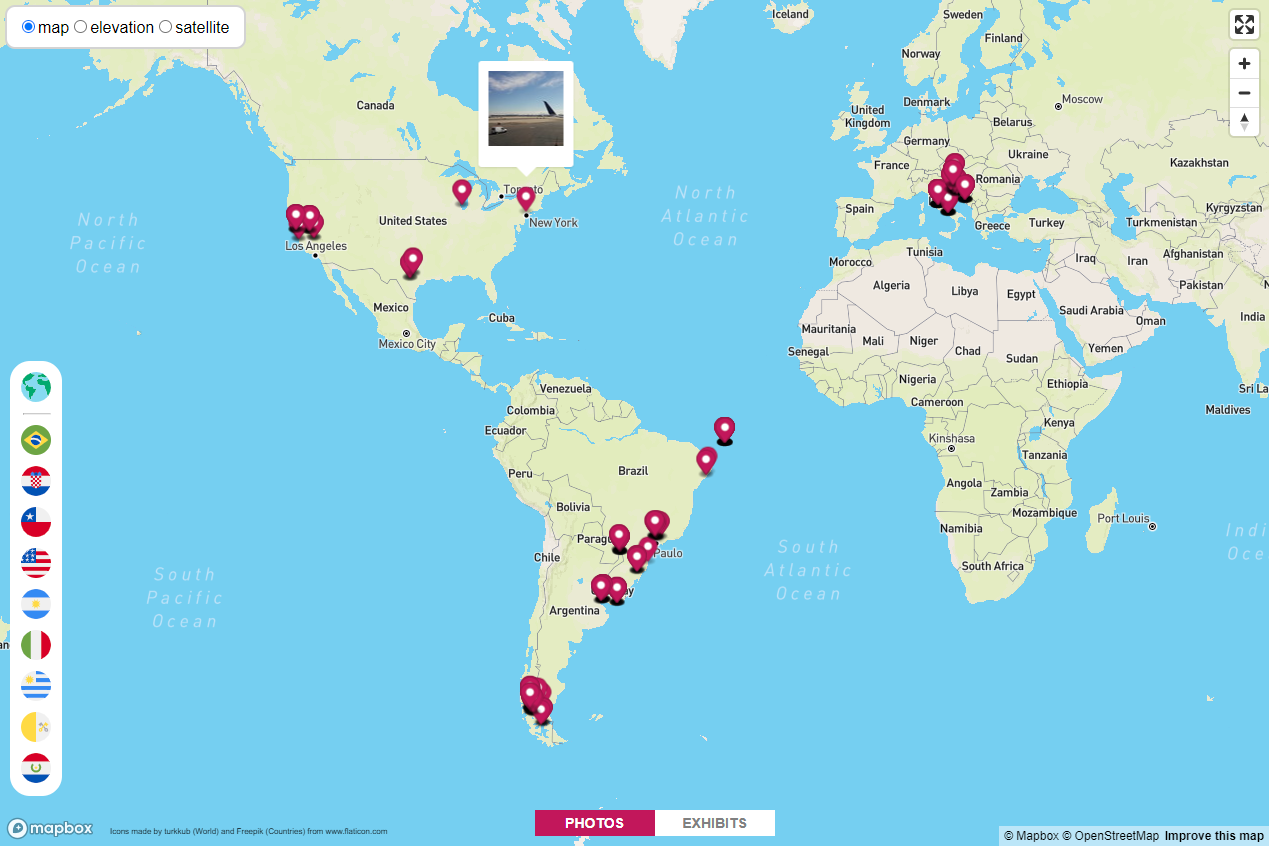 map elevation satellite
Iceland
Sweden
Finland
Norway
Canada
Moscow
Denmark
United
Kingdom
Belarus
Germany
Ukraine
France
Kazakhstan
Romania
Toronto
North
Atlantic
Ocean
Spain
North
Pacific
Ocean
United States
New York
Greece
Turkey
Turkmenistan
Kyrgyzstan
Los Angeles
Tunisia
Morocco
Iraq
Iran
Afghanistan
Algeria
Libya
Egypt
Pakistan
Mexico
Cuba
Saudi Arabia
Oman
India
Mauritania
Mali
Niger
Mexico City
Senegal
Chad
Sudan
Yemen
Nigeria
Ethiopia
Venezuela
Sri La
Colombia
Cameroon
Maldives
Ecuador
Kenya
Kinshasa
Tanzania
Peru
Brazil
Angola
Zambia
Bolivia
Mozambique
Port Louis
Namibia
Indi
Oce
Parag
Paulo
South
Atlantic
Ocean
Chile
South Africa
South
Pacific
Ocean
Argentina
PHOTOS EXHIBITS
mapbox
Icons made by turkkub (World) and Freepik (Countries) from www.flaticon.com
© Mapbox © OpenStreetMap Improve this map